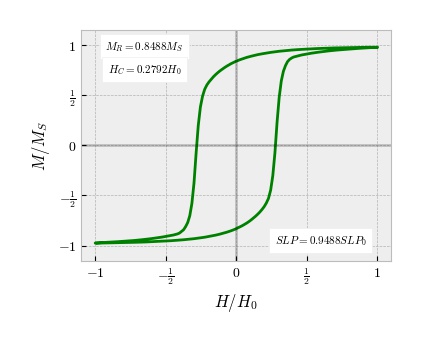 M_R = 0.8488M_S
H_C = 0.2792H_0
1
1/2
0
−1/2
−1
M/M_S
SLP = 0.9488SLP_0
−1 −1/2 0 1/2 1
H/H_0